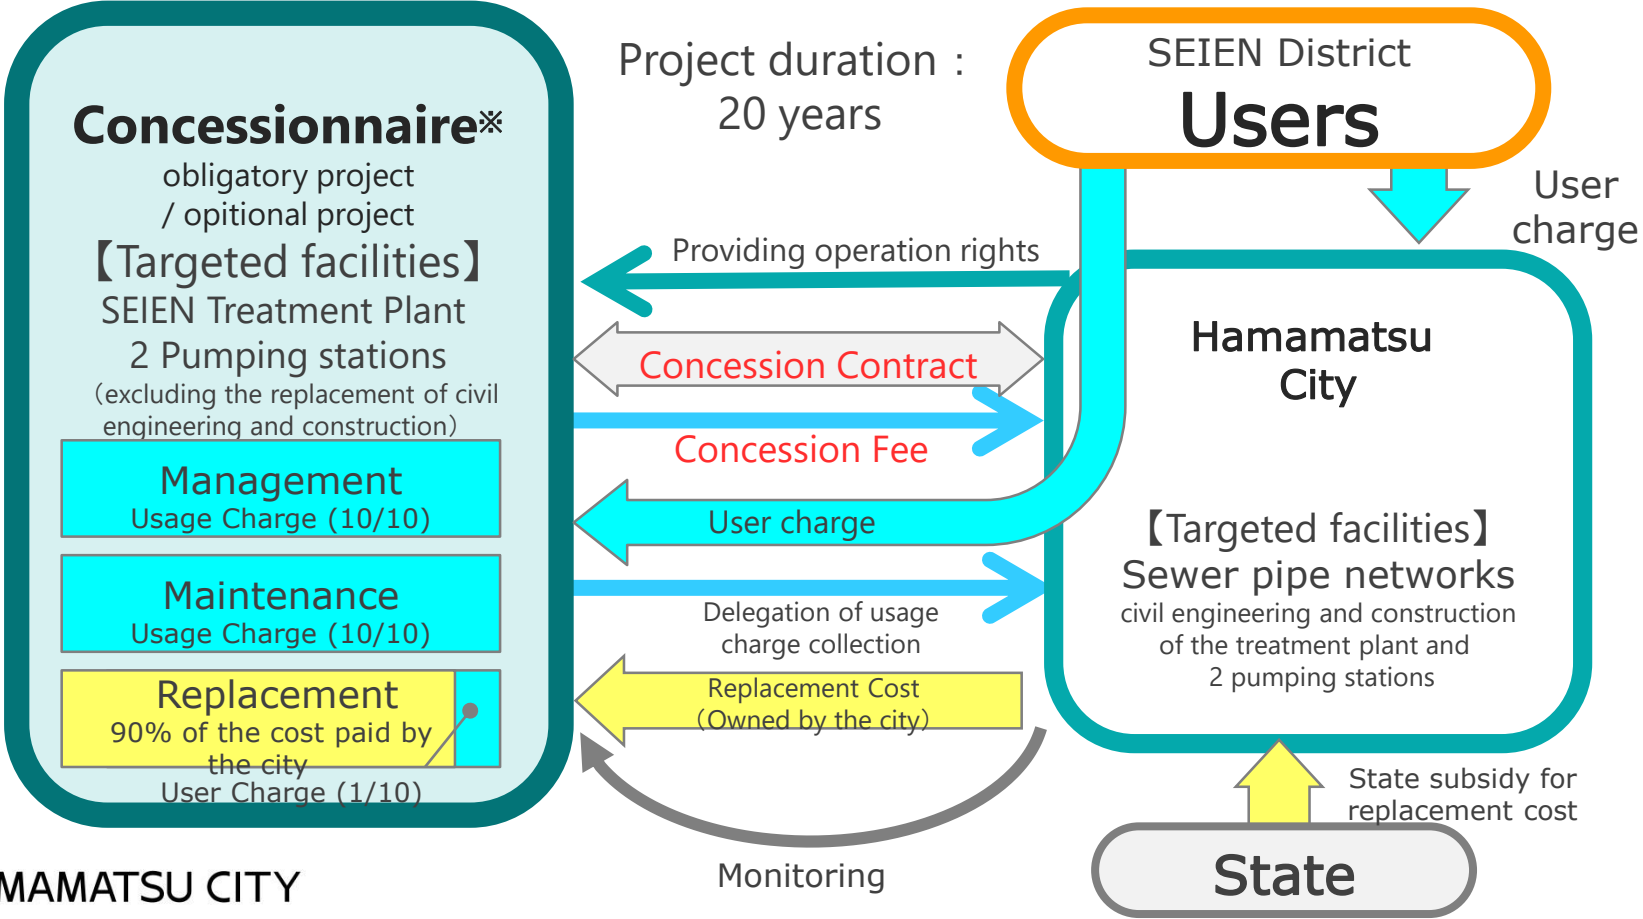 Concessionnaire※
obligatory project
/ opitional project
【Targeted facilities】
SEIEN Treatment Plant
2 Pumping stations
（excluding the replacement of civil
engineering and construction）
Management
Usage Charge (10/10)
Maintenance
Usage Charge (10/10)
Replacement
90% of the cost paid by
the city
User Charge (1/10)
Project duration：
20 years
Providing operation rights
Concession Contract
Concession Fee
User charge
Delegation of usage
charge collection
Replacement Cost
（Owned by the city）
Monitoring
SEIEN District
Users
User
charge
Hamamatsu
City
【Targeted facilities】
Sewer pipe networks
civil engineering and construction
of the treatment plant and
2 pumping stations
State subsidy for
replacement cost
State
MAMATSU CITY